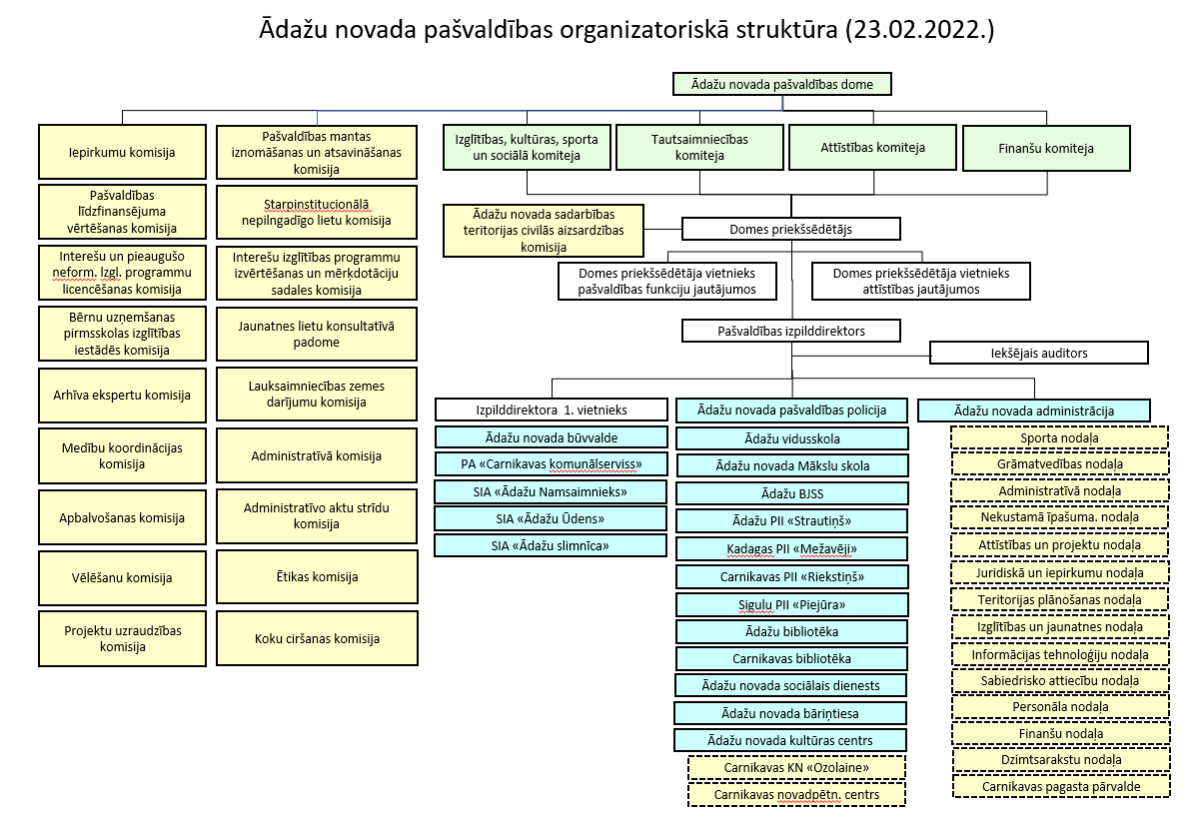 Ādažu novada pašvaldības organizatoriskā struktūra (23.02.2022.)
Ādažu novada pašvaldības dome
Iepirkumu komisija
Pašvaldības mantas
iznomāšanas un atsavināšanas
komisija
Izglītības, kultūras, sporta
un sociālā komiteja
Tautsaimniecības
komiteja
Attīstības komiteja
Finanšu komiteja
Pašvaldības
līdzfinansējuma
vērtēšanas komisija
Starpinstitucionālā
nepilngadīgo lietu komisija
Interešu un pieaugušo
neform. Izgl. programmu
licencēšanas komisija
Interešu izglītības programmu
izvērtēšanas un mērķdotāciju
sadales komisija
Bērnu uzņemšanas
pirmsskolas izglītības
iestādēs komisija
Jaunatnes lietu konsultatīvā
padome
Arhīva ekspertu komisija
Lauksaimniecības zemes
darījumu komisija
Medību koordinācijas
komisija
Administratīvā komisija
Apbalvošanas komisija
Administratīvo aktu strīdu
komisija
Vēlēšanu komisija
Ētikas komisija
Projektu uzraudzības
komisija
Koku ciršanas komisija
Ādažu novada sadarbības
teritorijas civilās aizsardzības
komisija
Domes priekšsēdētājs
Domes priekšsēdētāja vietnieks
pašvaldības funkciju jautājumos
Domes priekšsēdētāja vietnieks
attīstības jautājumos
Pašvaldības izpilddirektors
Iekšējais auditors
Izpilddirektora 1. vietnieks
Ādažu novada būvvalde
PA «Carnikavas komunālserviss»
SIA «Ādažu Namsaimnieks»
SIA «Ādažu Ūdens»
SIA «Ādažu slimnīca»
Ādažu novada pašvaldības policija
Ādažu vidusskola
Ādažu novada Mākslu skola
Ādažu BJSS
Ādažu PII «Strautiņš»
Kadagas PII «Mežavēji»
Carnikavas PII «Riekstiņš»
Siguļu PII «Piejūra»
Ādažu bibliotēka
Carnikavas bibliotēka
Ādažu novada sociālais dienests
Ādažu novada bāriņtiesa
Ādažu novada kultūras centrs
Carnikavas KN «Ozolaine»
Carnikavas novadpētn. centrs
Ādažu novada administrācija
Sporta nodaļa
Grāmatvedības nodaļa
Administratīvā nodaļa
Nekustamā īpašuma. nodaļa
Attīstības un projektu nodaļa
Juridiskā un iepirkumu nodaļa
Teritorijas plānošanas nodaļa
Izglītības un jaunatnes nodaļa
Informācijas tehnoloģiju nodaļa
Sabiedrisko attiecību nodaļa
Personāla nodaļa
Finanšu nodaļa
Dzimtsarakstu nodaļa
Carnikavas pagasta pārvalde